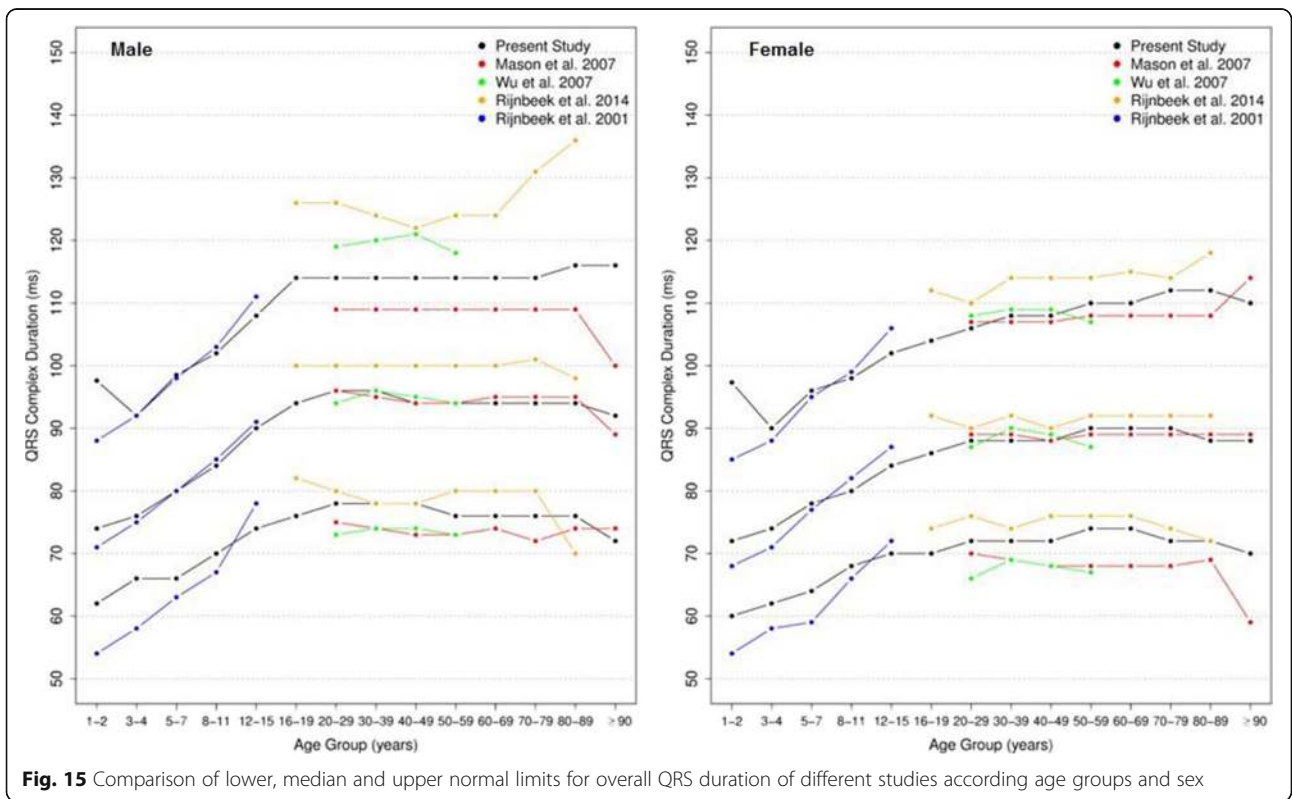 Male
Present Study
Mason et al. 2007
Wu et al. 2007
Rijnbeek et al. 2014
Rijnbeek et al. 2001
QRS Complex Duration (ms)
150
140
130
120
110
100
90
80
70
60
50
1–2 3–4 5–7 8–11 12–15 16–19 20–29 30–39 40–49 50–59 60–69 70–79 80–89 ≥90
Age Group (years)
Female
Present Study
Mason et al. 2007
Wu et al. 2007
Rijnbeek et al. 2014
Rijnbeek et al. 2001
QRS Complex Duration (ms)
150
140
130
120
110
100
90
80
70
60
50
1–2 3–4 5–7 8–11 12–15 16–19 20–29 30–39 40–49 50–59 60–69 70–79 80–89 ≥90
Age Group (years)
Fig. 15 Comparison of lower, median and upper normal limits for overall QRS duration of different studies according age groups and sex